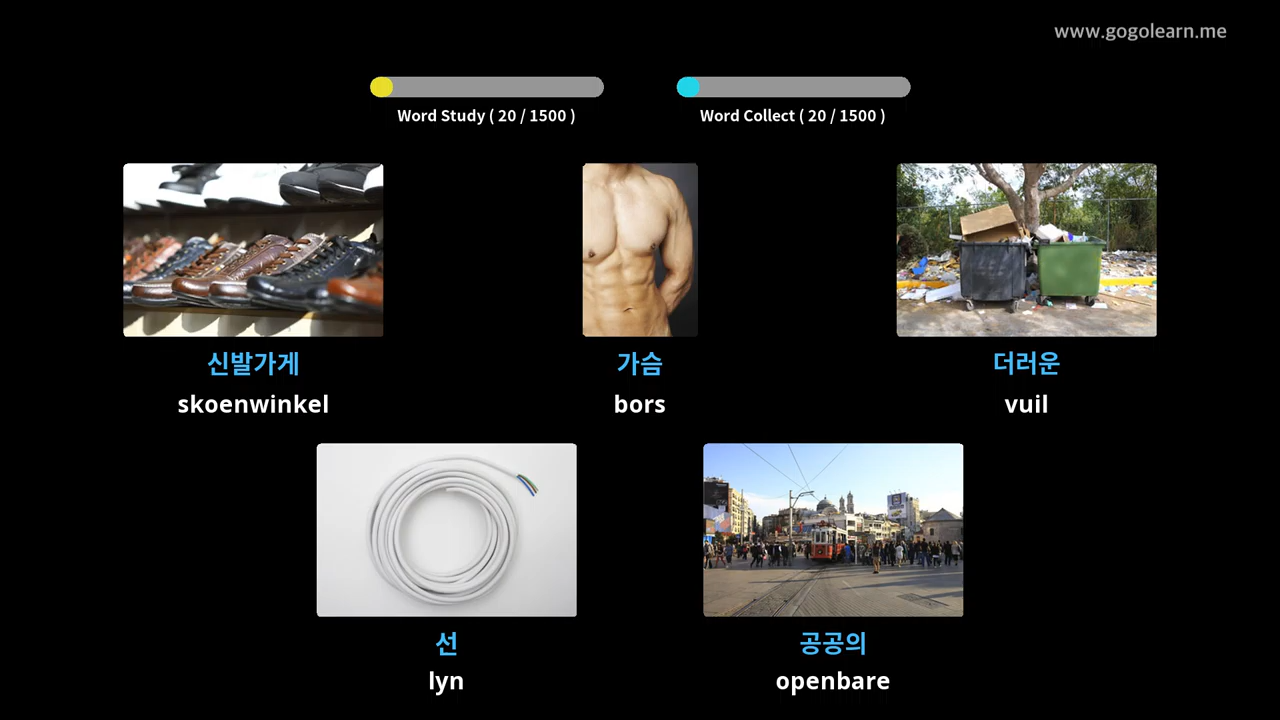 www.gogolearn.me
Word Study ( 20 / 1500 )
Word Collect ( 20 / 1500 )
신발가게
skoenwinkel
가슴
bors
더러운
vuil
선
lyn
공공의
openbare